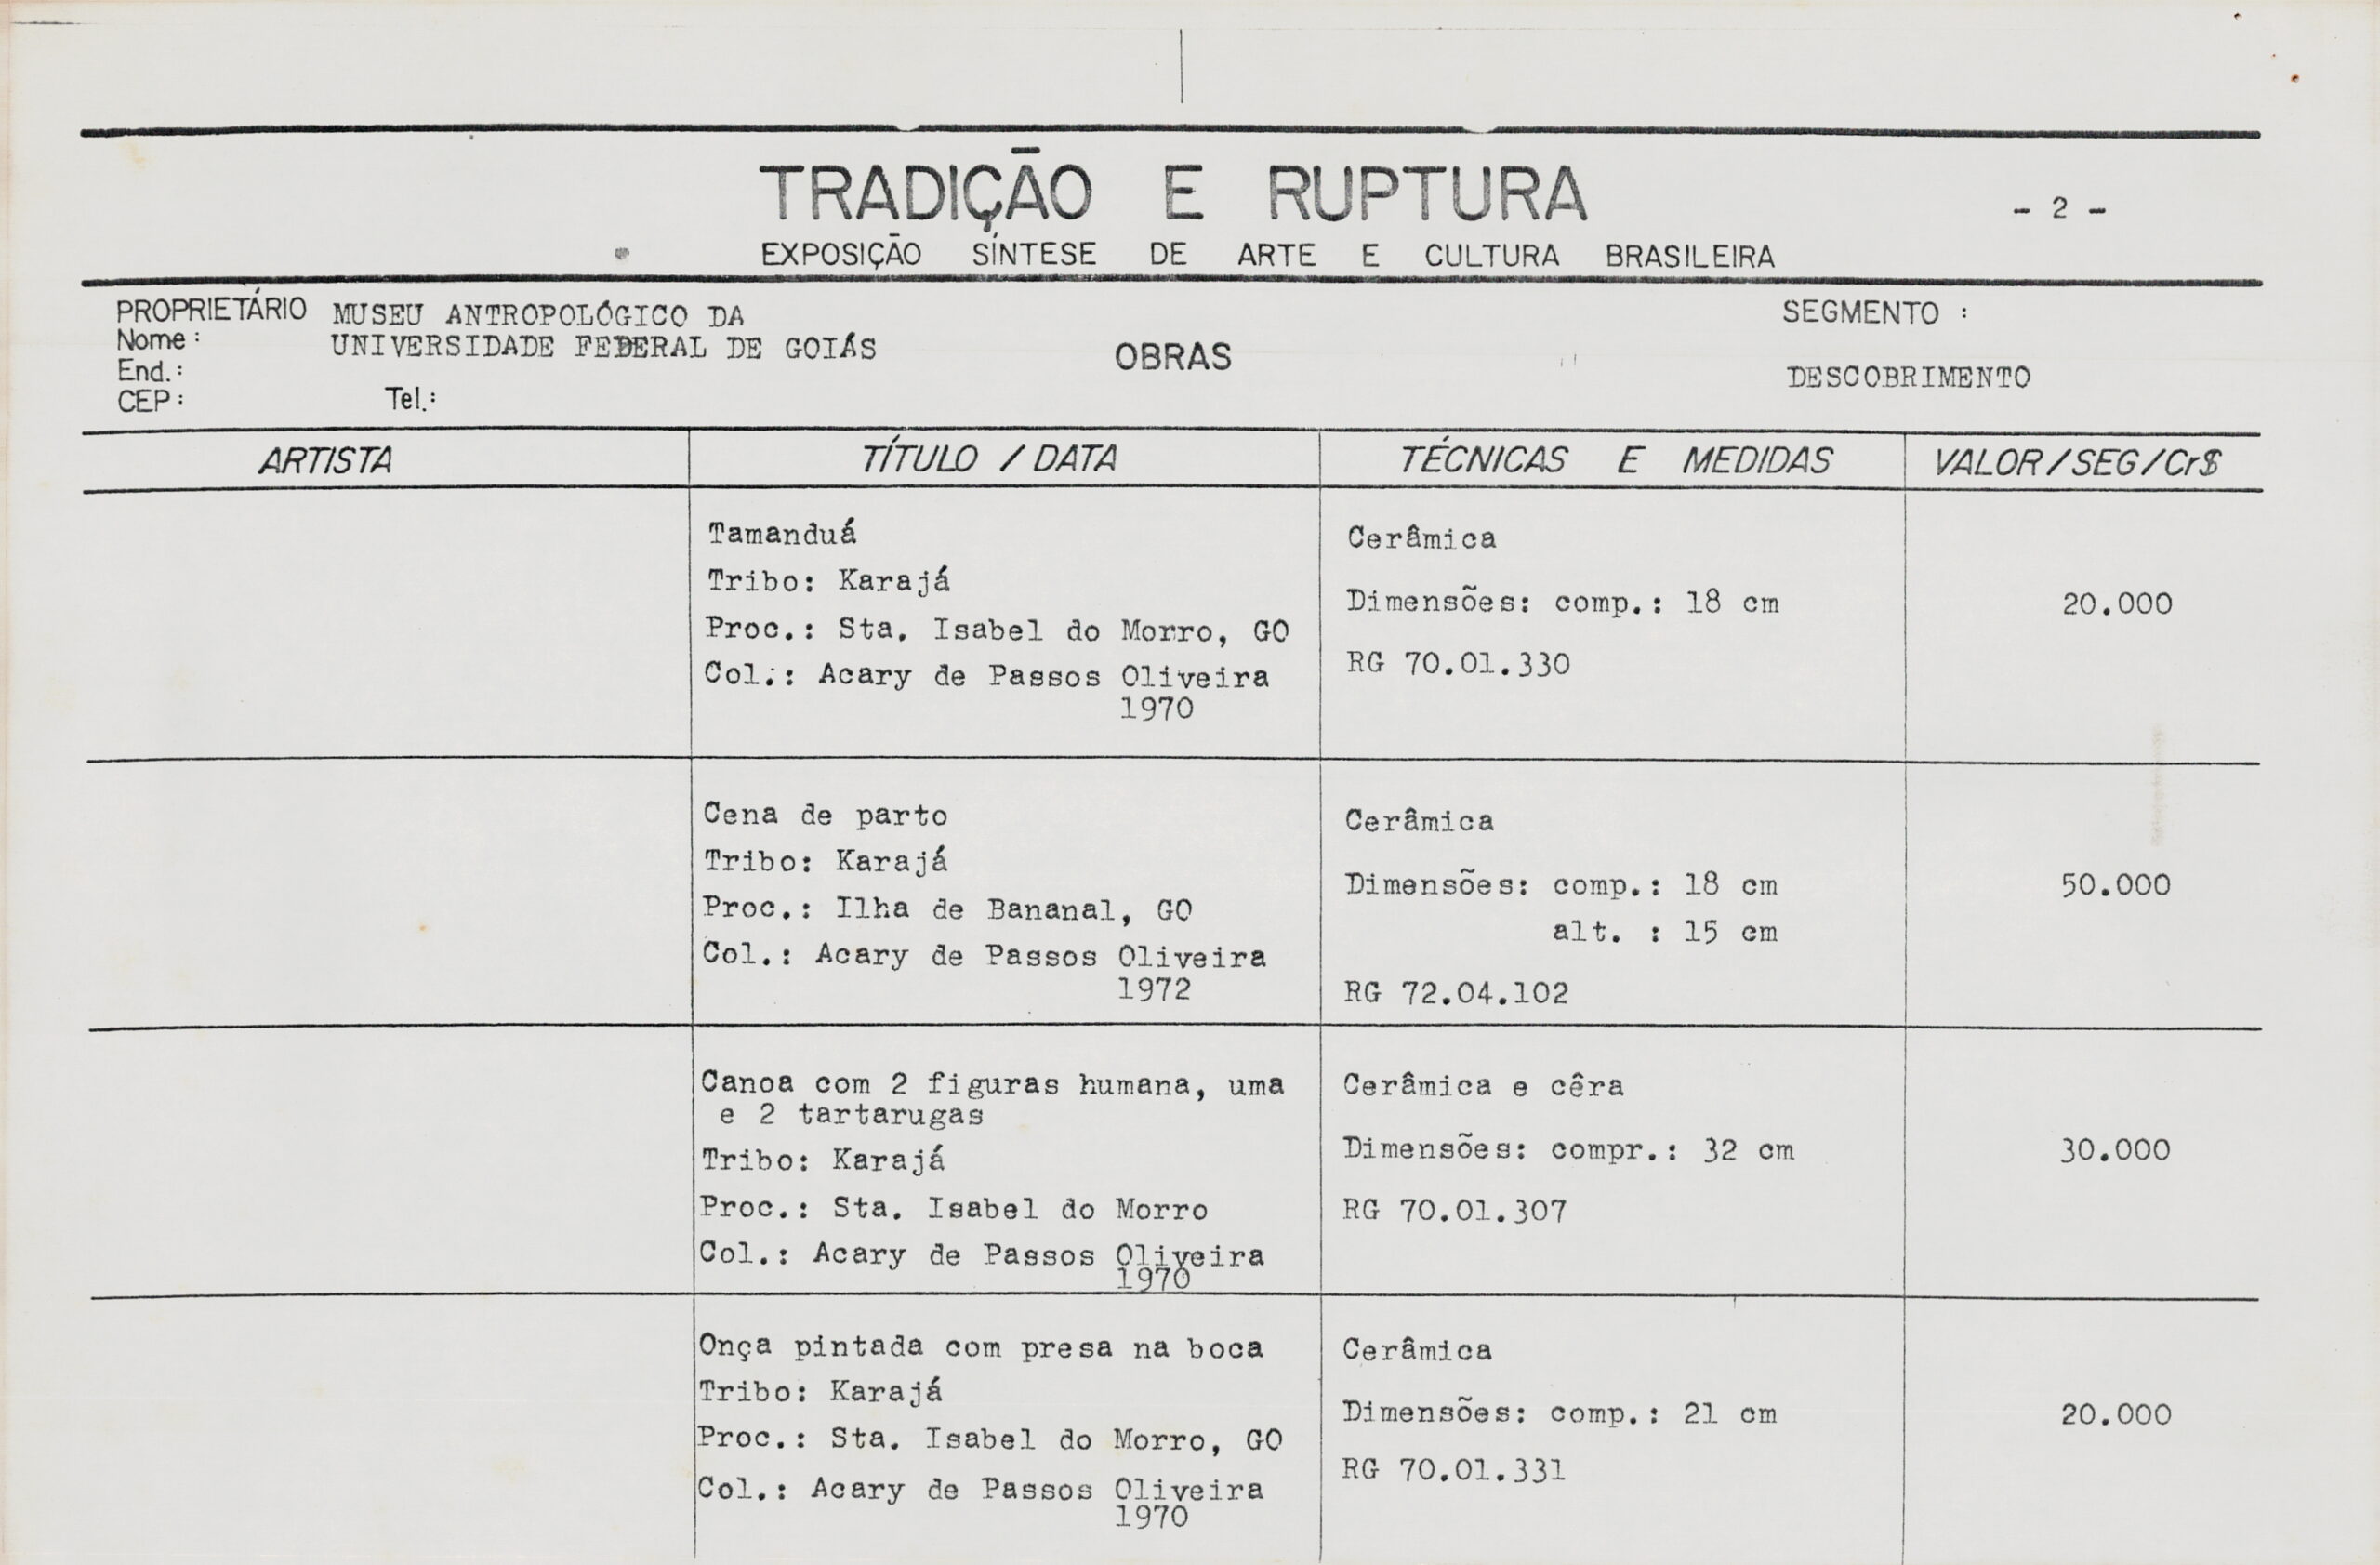 TRADIÇÃO E RUPTURA
- 2 -
EXPOSIÇÃO SÍNTESE DE ARTE E CULTURA BRASILEIRA
PROPRIETÁRIO MUSEU ANTROPOLÓGICO DA
Nome: UNIVERSIDADE FEDERAL DE GOIÁS
End.:
CEP: Tel.:
OBRAS
SEGMENTO :
DESCOBRIMENTO
ARTISTA TÍTULO / DATA TÉCNICAS E MEDIDAS VALOR/SEG/Cr$
Tamanduá
Tribo: Karajá
Proc.: Sta. Isabel do Morro, GO
Col.: Acary de Passos Oliveira
1970
Cerâmica
Dimensões: comp.: 18 cm
RG 70.01.330
20.000
Cena de parto
Tribo: Karajá
Proc.: Ilha de Bananal, GO
Col.: Acary de Passos Oliveira
1972
Cerâmica
Dimensões: comp.: 18 cm
alt. : 15 cm
RG 72.04.102
50.000
Canoa com 2 figuras humana, uma
e 2 tartarugas
Tribo: Karajá
Proc.: Sta. Isabel do Morro
Col.: Acary de Passos Oliveira
1970
Cerâmica e cêra
Dimensões: compr.: 32 cm
RG 70.01.307
30.000
Onça pintada com presa na boca
Tribo: Karajá
Proc.: Sta. Isabel do Morro, GO
Col.: Acary de Passos Oliveira
1970
Cerâmica
Dimensões: comp.: 21 cm
RG 70.01.331
20.000